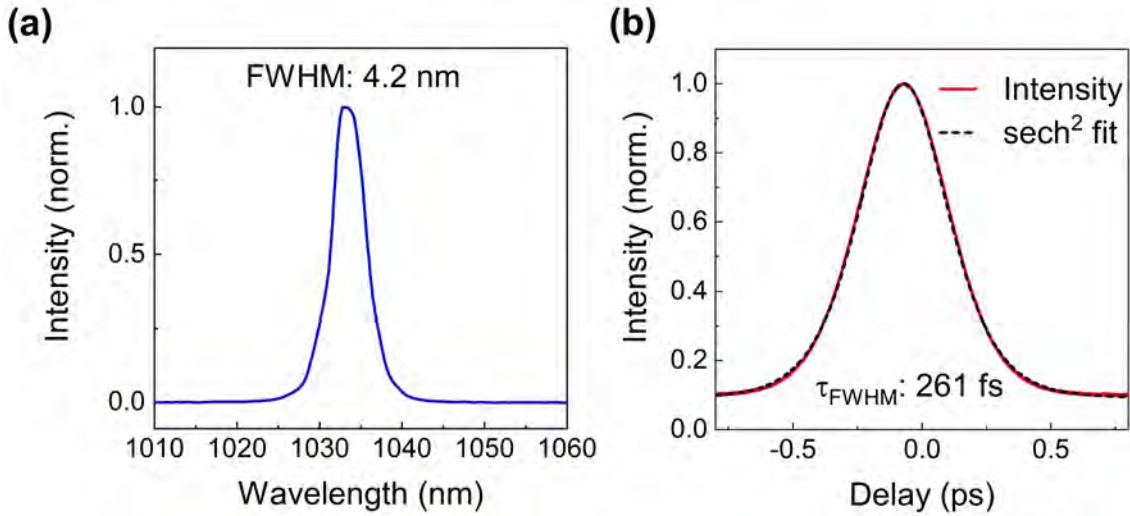 (a)
FWHM: 4.2 nm
1.0
0.5
0.0
Intensity (norm.)
1010 1020 1030 1040 1050 1060
Wavelength (nm)
(b)
Intensity
sech² fit
1.0
0.8
0.6
0.4
0.2
0.0
Intensity (norm.)
τFWHM: 261 fs
-0.5 0.0 0.5
Delay (ps)